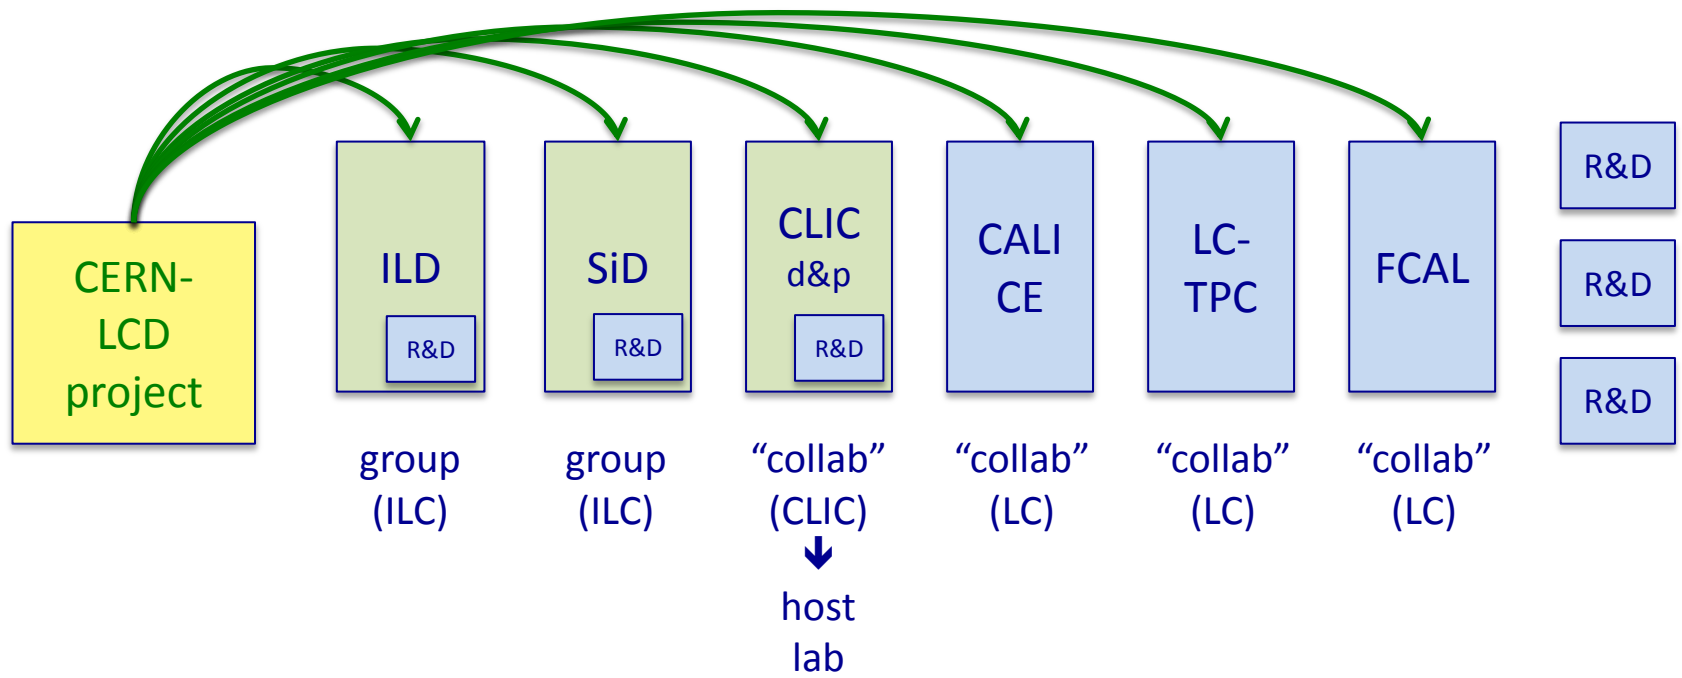 CERN-
LCD
project
ILD
R&D
group
(ILC)
SiD
R&D
group
(ILC)
CLIC
d&p
R&D
“collab”
(CLIC)
host
lab
CALI
CE
“collab”
(LC)
LC-
TPC
“collab”
(LC)
FCAL
“collab”
(LC)
R&D
R&D
R&D